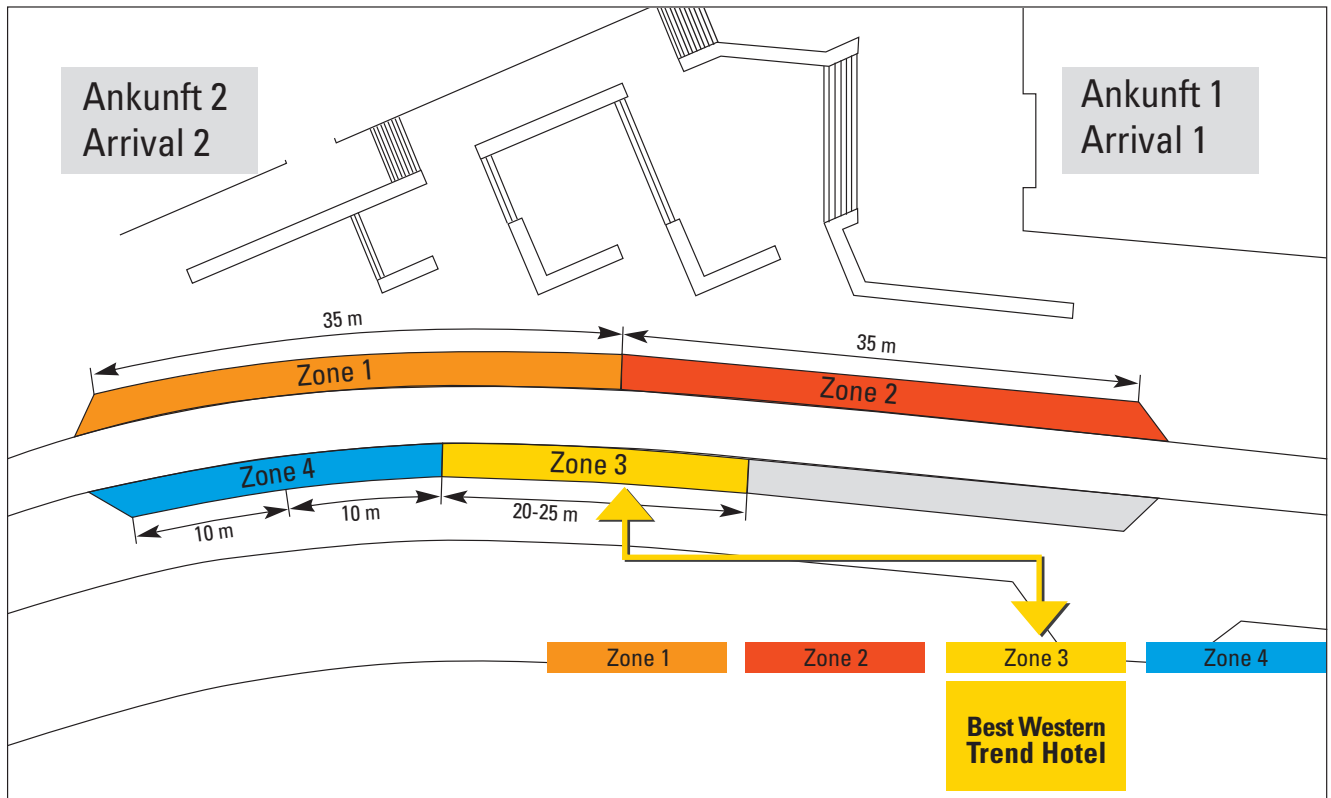 Ankunft 2
Arrival 2
Ankunft 1
Arrival 1
35 m
35 m
Zone 1
Zone 2
Zone 4
Zone 3
10 m
10 m
20-25 m
Zone 1
Zone 2
Zone 3
Zone 4
Best Western
Trend Hotel